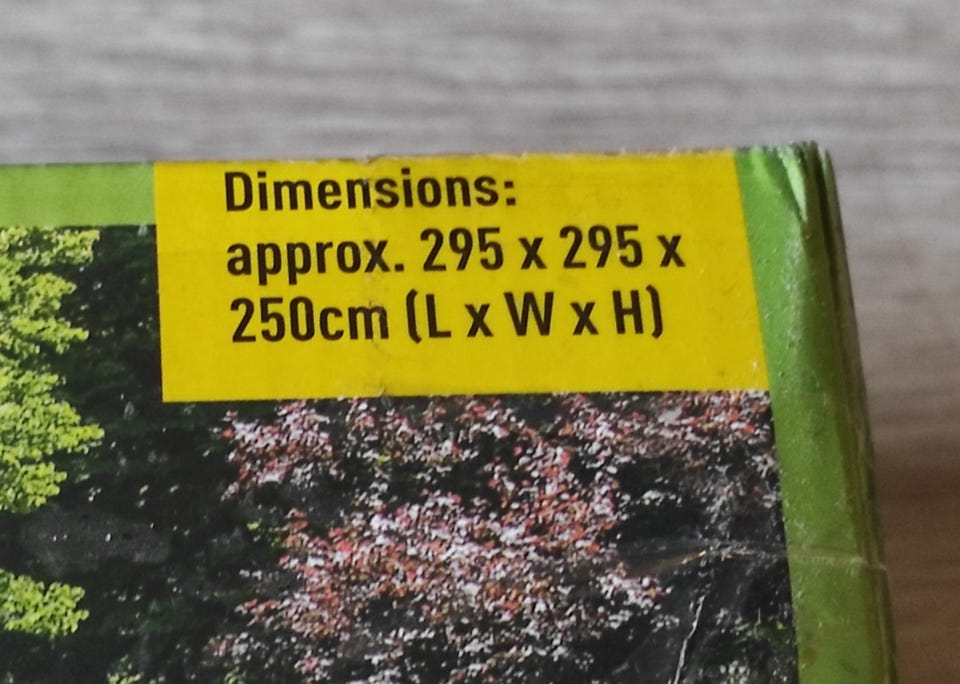 Dimensions:
approx. 295 x 295 x
250cm (L x W x H)